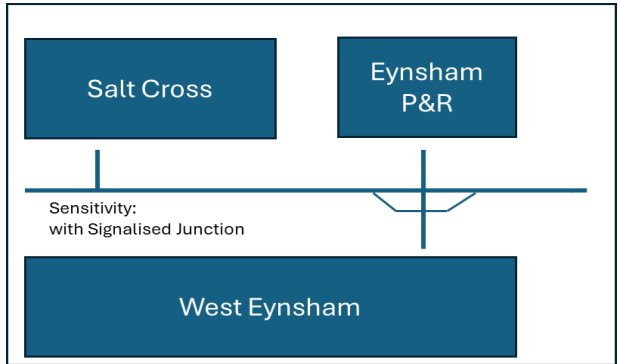 Salt Cross
Eynsham
P&R
Sensitivity:
with Signalised Junction
West Eynsham